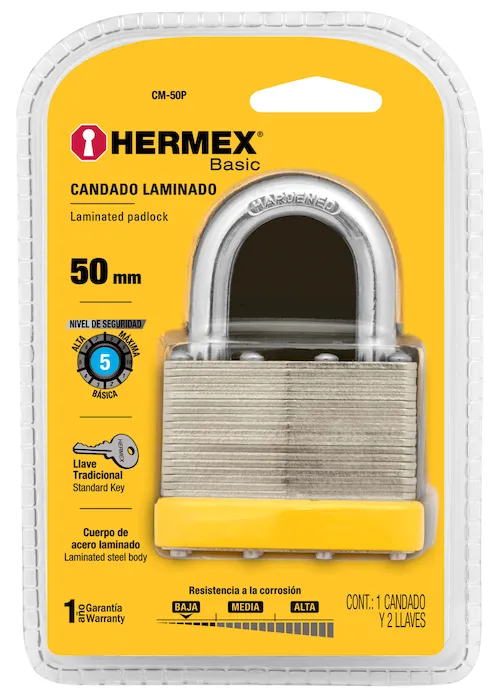 CM-50P
HERMEX®
Basic
CANDADO LAMINADO
Laminated padlock
HARDENED
50 mm
NIVEL DE SEGURIDAD
ALTA
MÁXIMA
5
BÁSICA
HERMEX
Llave
Tradicional
Standard Key
Cuerpo de
acero laminado
Laminated steel body
1 año Garantía
year Warranty
Resistencia a la corrosión
BAJA MEDIA ALTA
CONT.: 1 CANDADO
Y 2 LLAVES